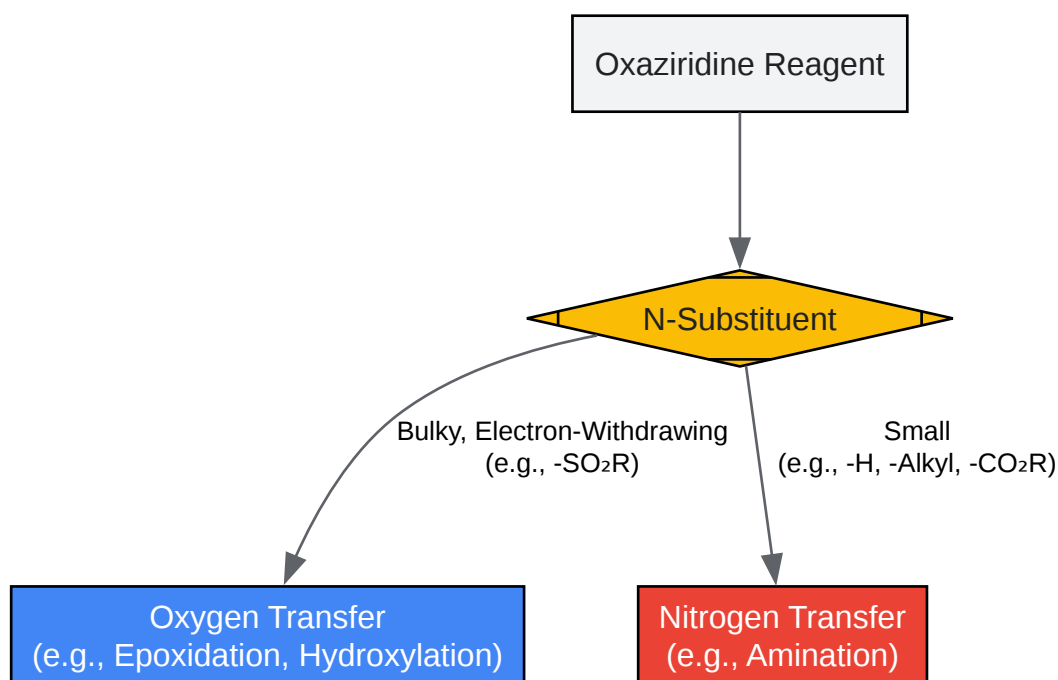 Oxaziridine Reagent
N-Substituent
Bulky, Electron-Withdrawing
(e.g., -SO₂R)
Small
(e.g., -H, -Alkyl, -CO₂R)
Oxygen Transfer
(e.g., Epoxidation, Hydroxylation)
Nitrogen Transfer
(e.g., Amination)